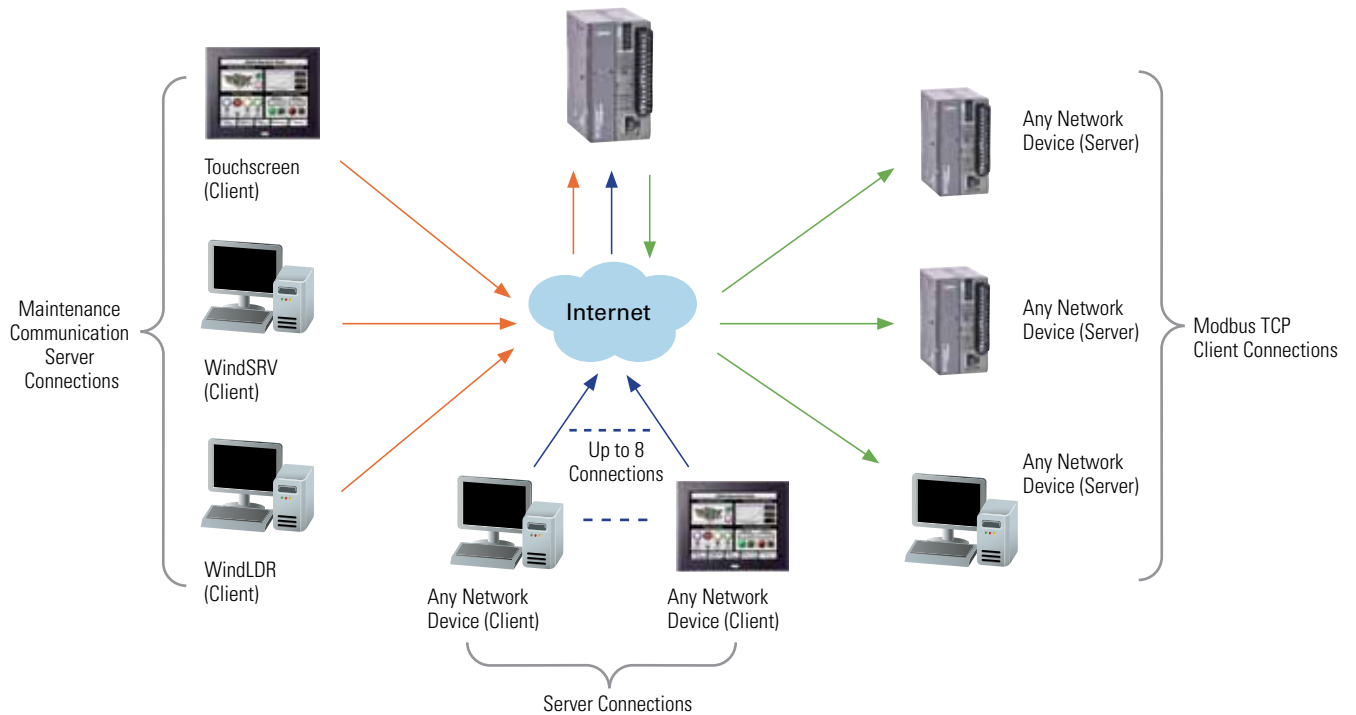 Touchscreen
(Client)
WindSRV
(Client)
WindLDR
(Client)
Maintenance
Communication
Server
Connections
Internet
Up to 8
Connections
Any Network
Device (Client)
Any Network
Device (Client)
Server Connections
Any Network
Device (Server)
Any Network
Device (Server)
Any Network
Device (Server)
Modbus TCP
Client Connections